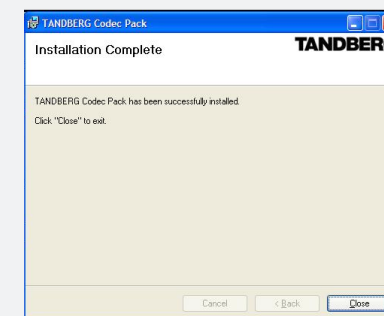 TANDBERG Codec Pack
Installation Complete
TANDBER
TANDBERG Codec Pack has been successfully installed.
Click "Close" to exit.
Cancel
< Back
Close